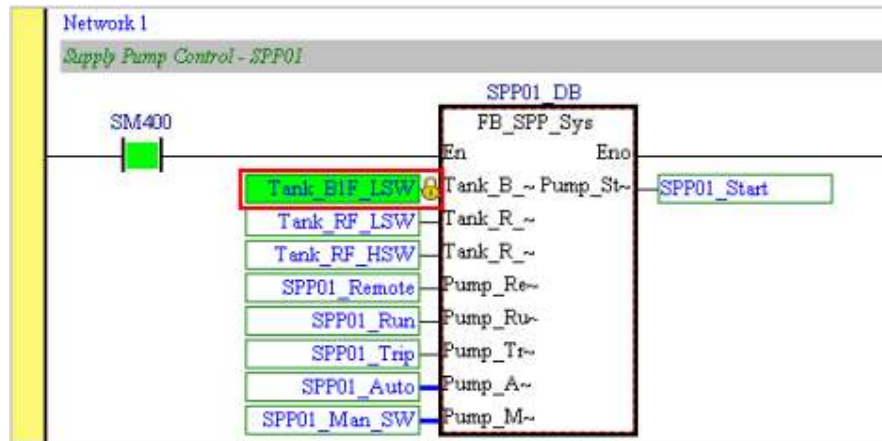 Network 1
Supply Pump Control - SPP01
SPP01_DB
SM400
FB_SPP_Sys
En Eno
Tank_B1F_LSW Tank_B_~ Pump_St~ SPP01_Start
Tank_RF_LSW Tank_R_~
Tank_RF_HSW Tank_R_~
SPP01_Remote Pump_Re~
SPP01_Run Pump_Ru~
SPP01_Trip Pump_Tr~
SPP01_Auto Pump_A~
SPP01_Man_SW Pump_M~